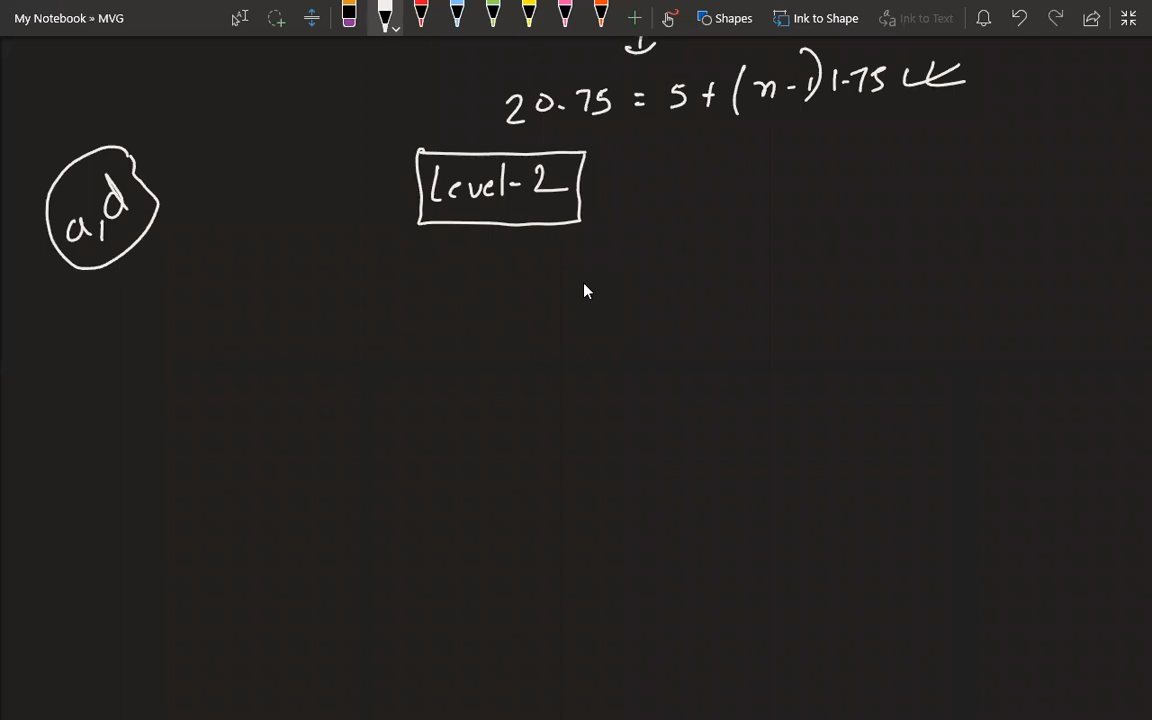 My Notebook » MVG
Shapes
Ink to Shape
Ink to Text
20.75 = 5 + (n-1)1.75
Level-2
a,d